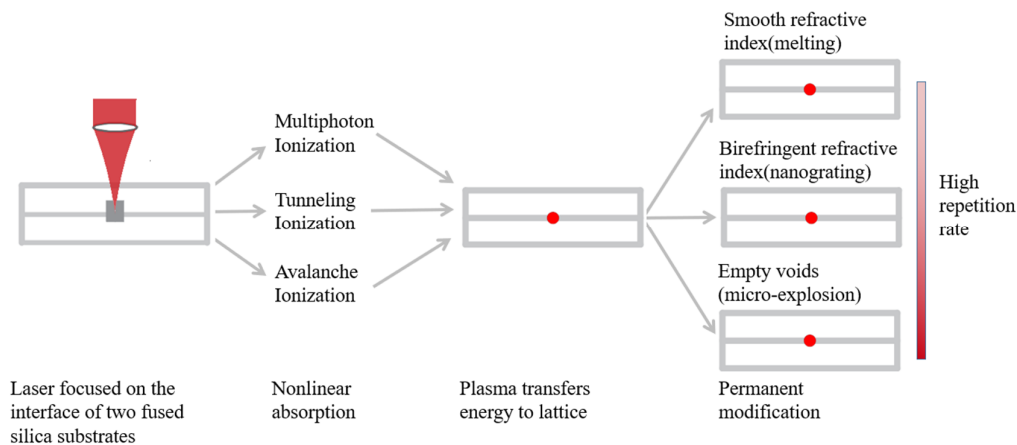 Smooth refractive
index(melting)
Multiphoton
Ionization
Birefringent refractive
index(nanograting)
Tunneling
Ionization
High
repetition
rate
Avalanche
Ionization
Empty voids
(micro-explosion)
Laser focused on the
interface of two fused
silica substrates
Nonlinear
absorption
Plasma transfers
energy to lattice
Permanent
modification